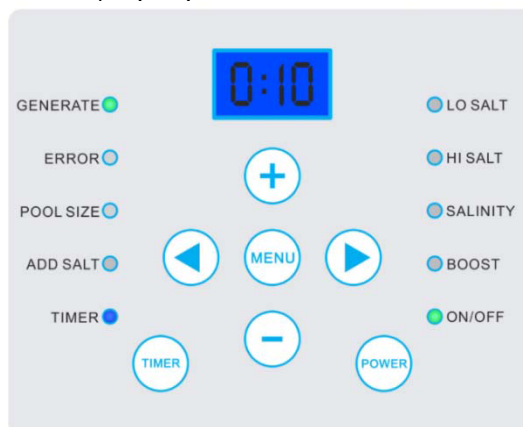 0:10
GENERATE
LO SALT
ERROR
HI SALT
POOL SIZE
SALINITY
ADD SALT
MENU
BOOST
TIMER
ON/OFF
TIMER
POWER